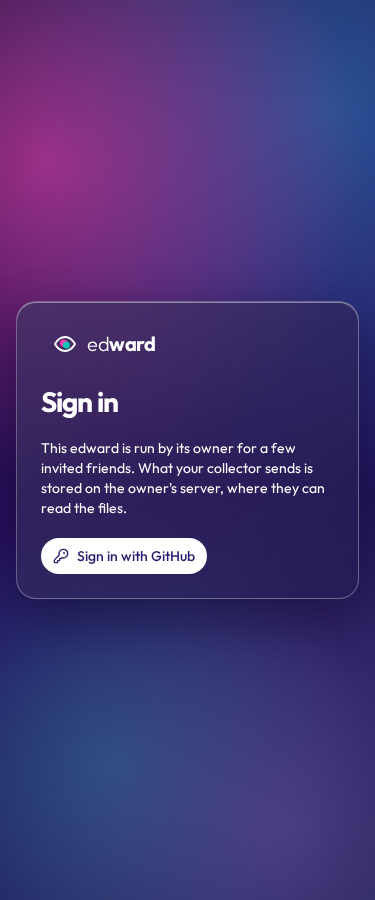 edward
Sign in
This edward is run by its owner for a few
invited friends. What your collector sends is
stored on the owner's server, where they can
read the files.
Sign in with GitHub